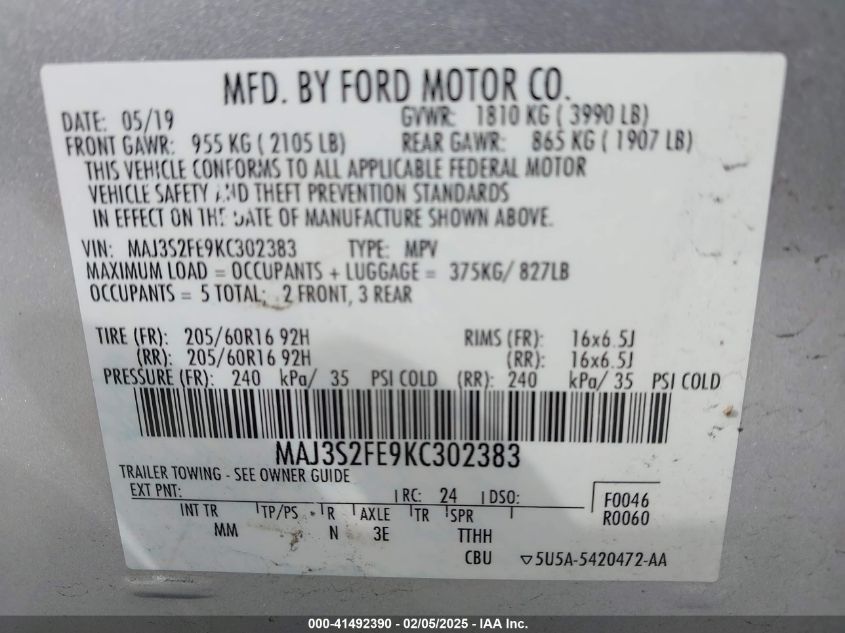 MFD. BY FORD MOTOR CO.
DATE: 05/19 GVWR: 1810 KG ( 3990 LB)
FRONT GAWR: 955 KG ( 2105 LB) REAR GAWR: 865 KG ( 1907 LB)
THIS VEHICLE CONFORMS TO ALL APPLICABLE FEDERAL MOTOR
VEHICLE SAFETY AND THEFT PREVENTION STANDARDS
IN EFFECT ON THE DATE OF MANUFACTURE SHOWN ABOVE.
VIN: MAJ3S2FE9KC302383 TYPE: MPV
MAXIMUM LOAD = OCCUPANTS + LUGGAGE = 375KG/ 827LB
OCCUPANTS = 5 TOTAL; 2 FRONT, 3 REAR
TIRE (FR): 205/60R16 92H RIMS (FR): 16x6.5J
(RR): 205/60R16 92H (RR): 16x6.5J
PRESSURE (FR): 240 kPa/ 35 PSI COLD (RR): 240 kPa/ 35 PSI COLD
MAJ3S2FE9KC302383
TRAILER TOWING - SEE OWNER GUIDE
EXT PNT: RC: 24 DSO: F0046
INT TR TP/PS R AXLE TR SPR R0060
MM N 3E TTHH
CBU ▽5U5A-5420472-AA
000-41492390 - 02/05/2025 - IAA Inc.